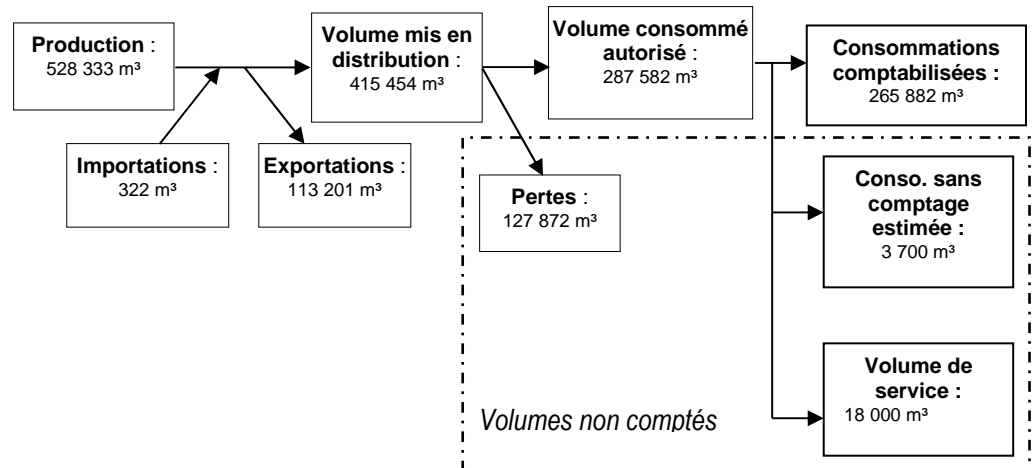 Production :
528 333 m³
Volume mis en
distribution :
415 454 m³
Volume consommé
autorisé :
287 582 m³
Consommations
comptabilisées :
265 882 m³
Importations :
322 m³
Exportations :
113 201 m³
Pertes :
127 872 m³
Conso. sans
comptage
estimée :
3 700 m³
Volume de
service :
18 000 m³
Volumes non comptés